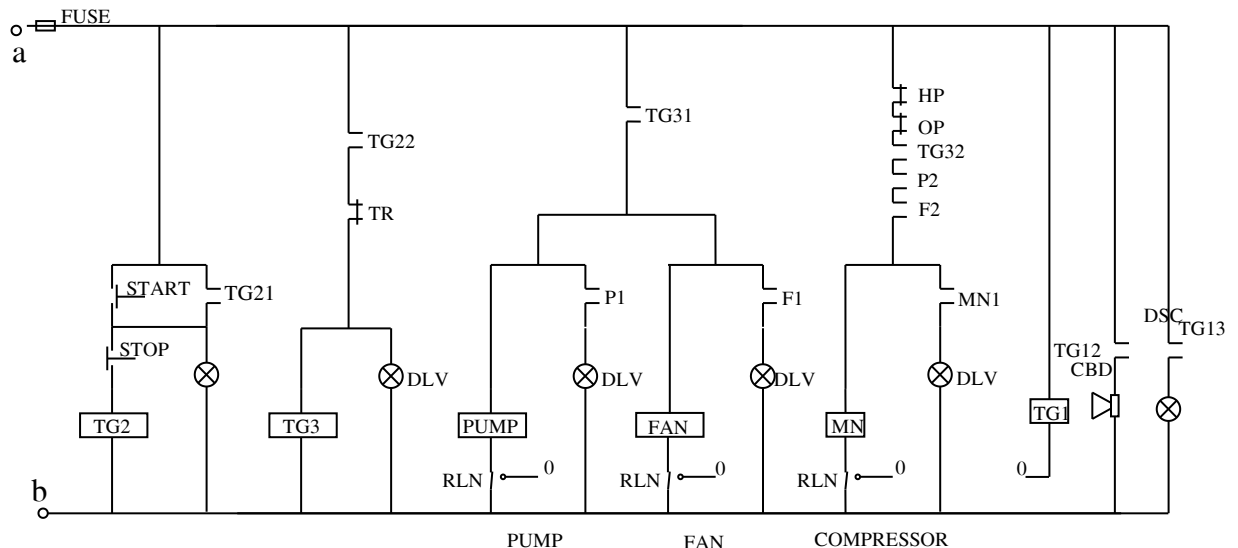 FUSE
a
HP
TG31
OP
TG22
TG32
P2
TR
F2
START
TG21
P1
F1
MN1
DSC
TG13
STOP
TG12
CBD
DLV
DLV
DLV
DLV
TG2
TG3
PUMP
FAN
MN
TG1
RLN
0
RLN
0
RLN
0
0
b
PUMP
FAN
COMPRESSOR